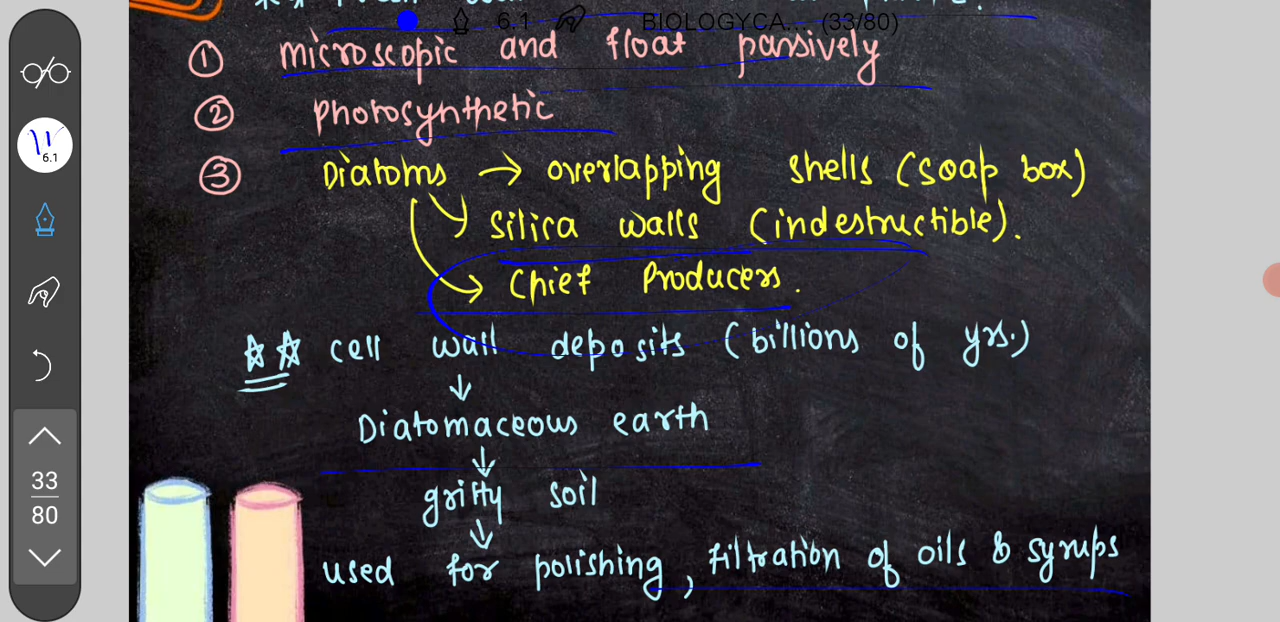 6.1 BIOLOGYCA... (33/80)
① microscopic and float passively
② photosynthetic
③ Diatoms → overlapping shells (soap box)
→ Silica walls (indestructible).
→ Chief Producers.
☆☆ cell wall deposits (billions of yrs.)
↓
Diatomaceous earth
↓
gritty soil
↓
used for polishing, filtration of oils & syrups
6.1
33
80